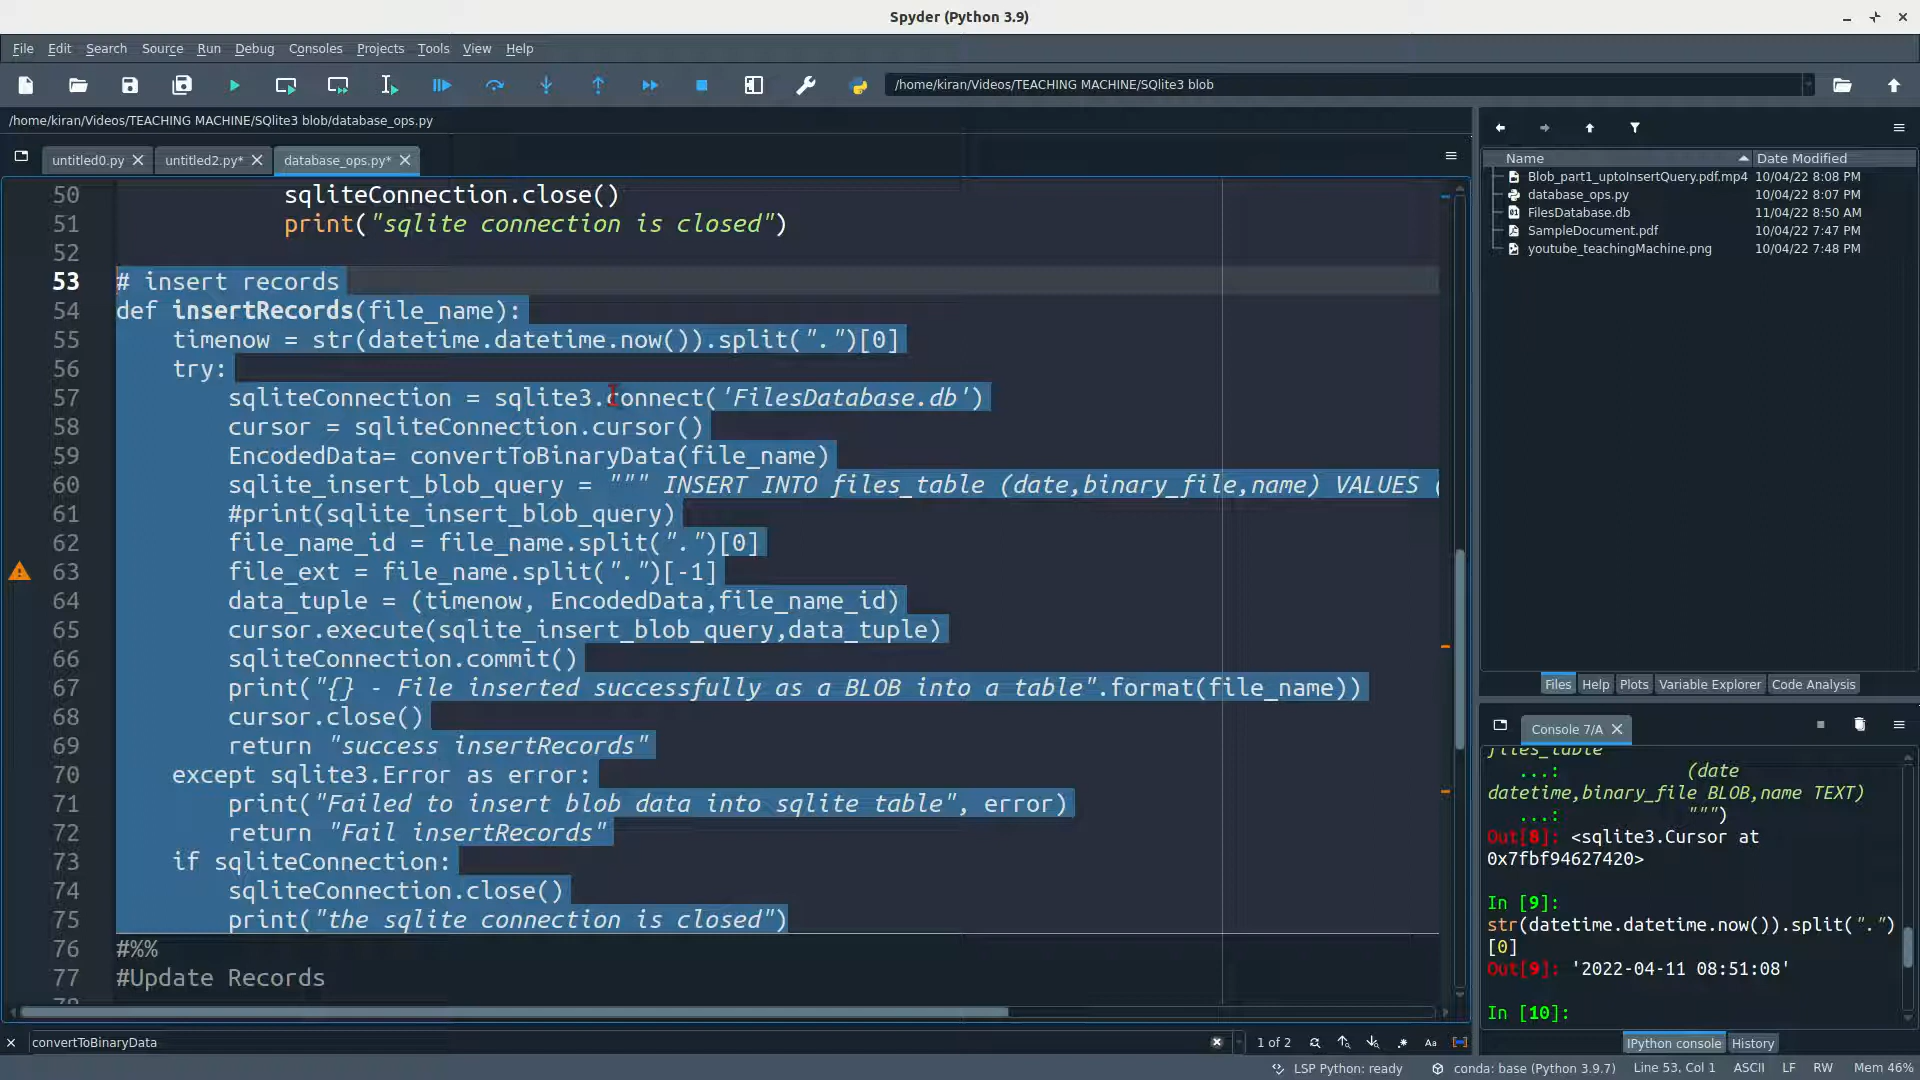 Spyder (Python 3.9)
File Edit Search Source Run Debug Consoles Projects Tools View Help
/home/kiran/Videos/TEACHING MACHINE/SQlite3 blob
/home/kiran/Videos/TEACHING MACHINE/SQlite3 blob/database_ops.py
untitled0.py untitled2.py* database_ops.py*
50 sqliteConnection.close()
51 print("sqlite connection is closed")
52
53 # insert records
54 def insertRecords(file_name):
55 timenow = str(datetime.datetime.now()).split(".")[0]
56 try:
57 sqliteConnection = sqlite3.connect('FilesDatabase.db')
58 cursor = sqliteConnection.cursor()
59 EncodedData= convertToBinaryData(file_name)
60 sqlite_insert_blob_query = """ INSERT INTO files_table (date,binary_file,name) VALUES (
61 #print(sqlite_insert_blob_query)
62 file_name_id = file_name.split(".")[0]
63 file_ext = file_name.split(".")[-1]
64 data_tuple = (timenow, EncodedData,file_name_id)
65 cursor.execute(sqlite_insert_blob_query,data_tuple)
66 sqliteConnection.commit()
67 print("{} - File inserted successfully as a BLOB into a table".format(file_name))
68 cursor.close()
69 return "success insertRecords"
70 except sqlite3.Error as error:
71 print("Failed to insert blob data into sqlite table", error)
72 return "Fail insertRecords"
73 if sqliteConnection:
74 sqliteConnection.close()
75 print("the sqlite connection is closed")
76 #%%
77 #Update Records
convertToBinaryData
1 of 2
Aa
Name Date Modified
Blob_part1_uptoInsertQuery.pdf.mp4 10/04/22 8:08 PM
database_ops.py 10/04/22 8:07 PM
FilesDatabase.db 11/04/22 8:50 AM
SampleDocument.pdf 10/04/22 7:47 PM
youtube_teachingMachine.png 10/04/22 7:48 PM
Files Help Plots Variable Explorer Code Analysis
Console 7/A
files_table
...: (date
datetime,binary_file BLOB,name TEXT)
...: """)
Out[8]: <sqlite3.Cursor at
0x7fbf94627420>
In [9]:
str(datetime.datetime.now()).split(".")
[0]
Out[9]: '2022-04-11 08:51:08'
In [10]:
IPython console History
LSP Python: ready conda: base (Python 3.9.7) Line 53, Col 1 ASCII LF RW Mem 46%